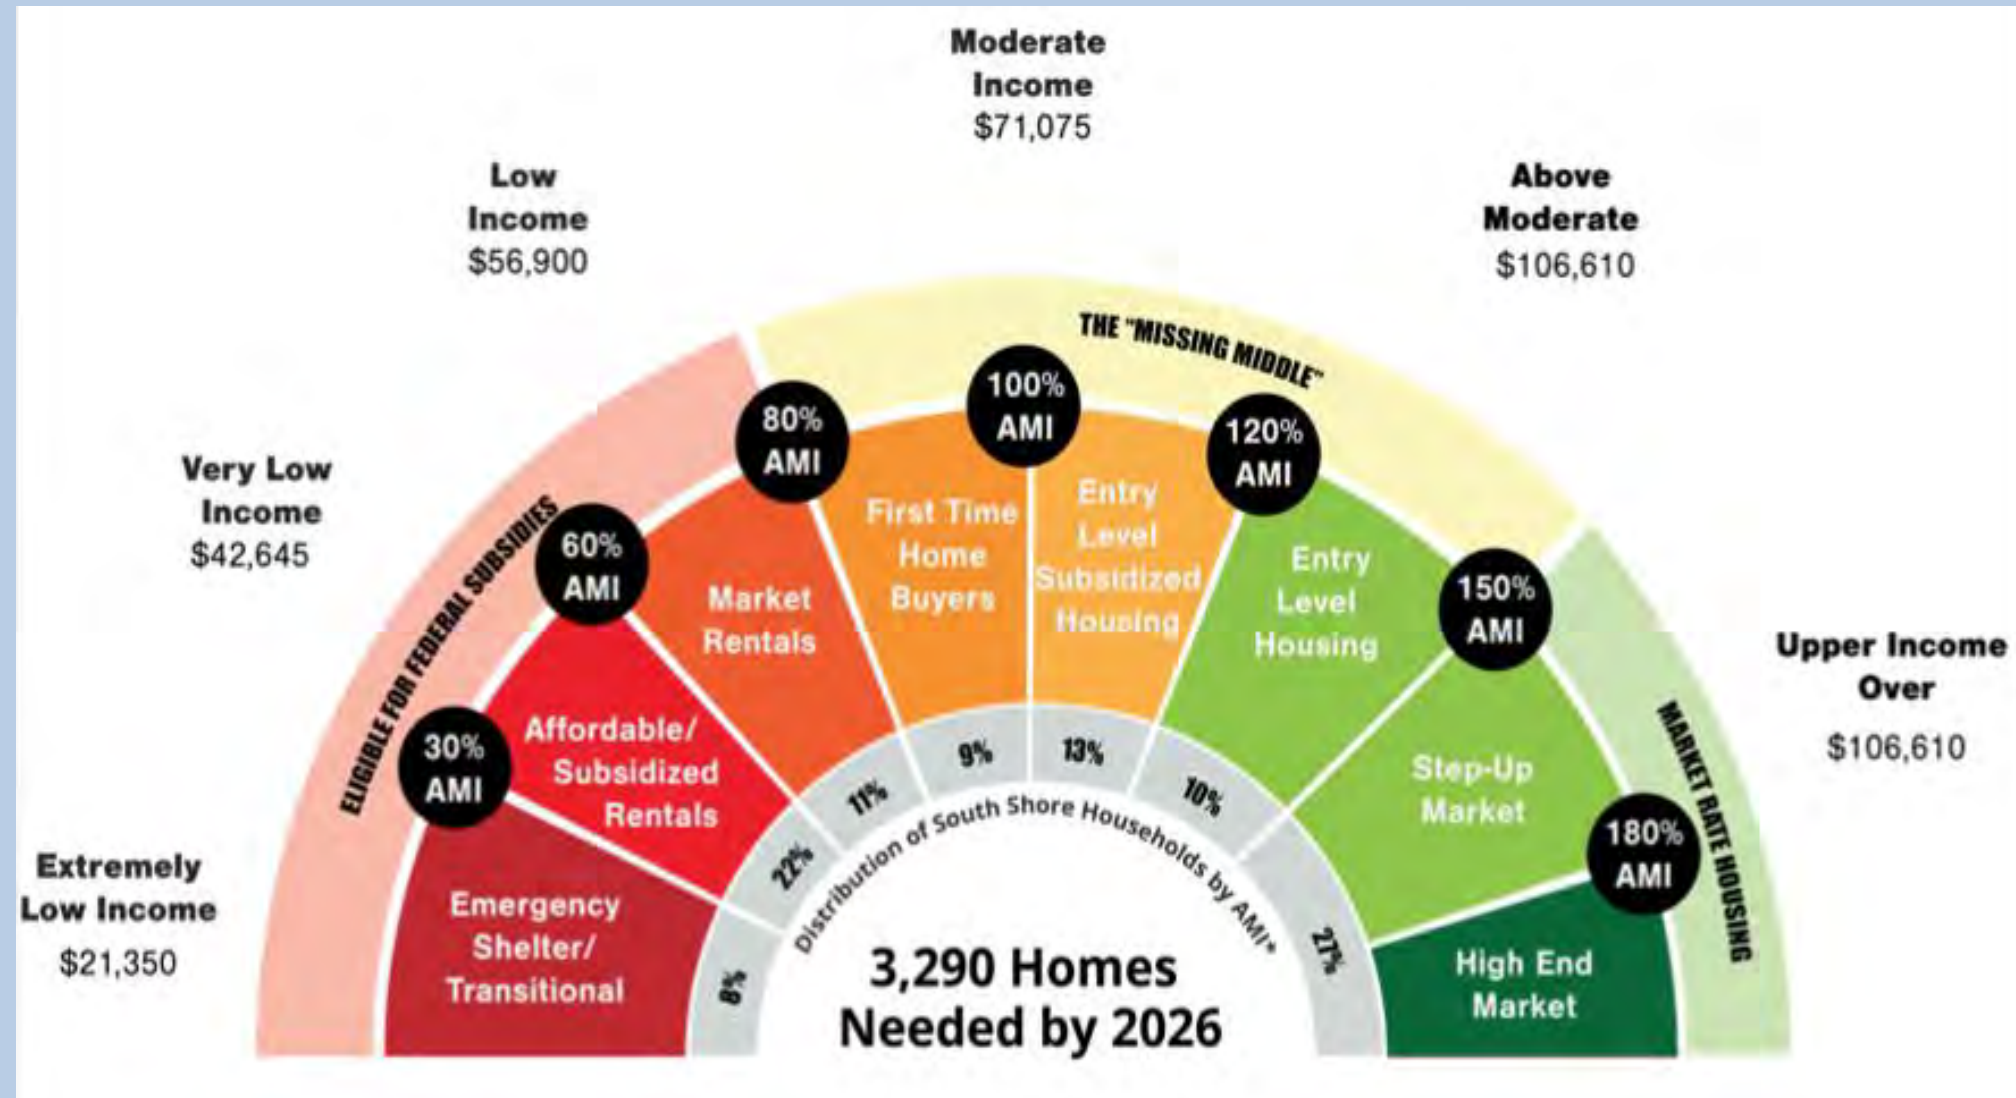 Moderate
Income
$71,075
Low
Income
$56,900
Above
Moderate
$106,610
Very Low
Income
$42,645
Upper Income
Over
$106,610
Extremely
Low Income
$21,350
ELIGIBLE FOR FEDERAL SUBSIDIES
THE "MISSING MIDDLE"
MARKET RATE HOUSING
30%
AMI
60%
AMI
80%
AMI
100%
AMI
120%
AMI
150%
AMI
180%
AMI
Emergency
Shelter/
Transitional
Affordable/
Subsidized
Rentals
Market
Rentals
First Time
Home
Buyers
Entry
Level
Subsidized
Housing
Entry
Level
Housing
Step-Up
Market
High End
Market
8%
22%
11%
9%
13%
10%
27%
Distribution of South Shore Households by AMI*
3,290 Homes
Needed by 2026